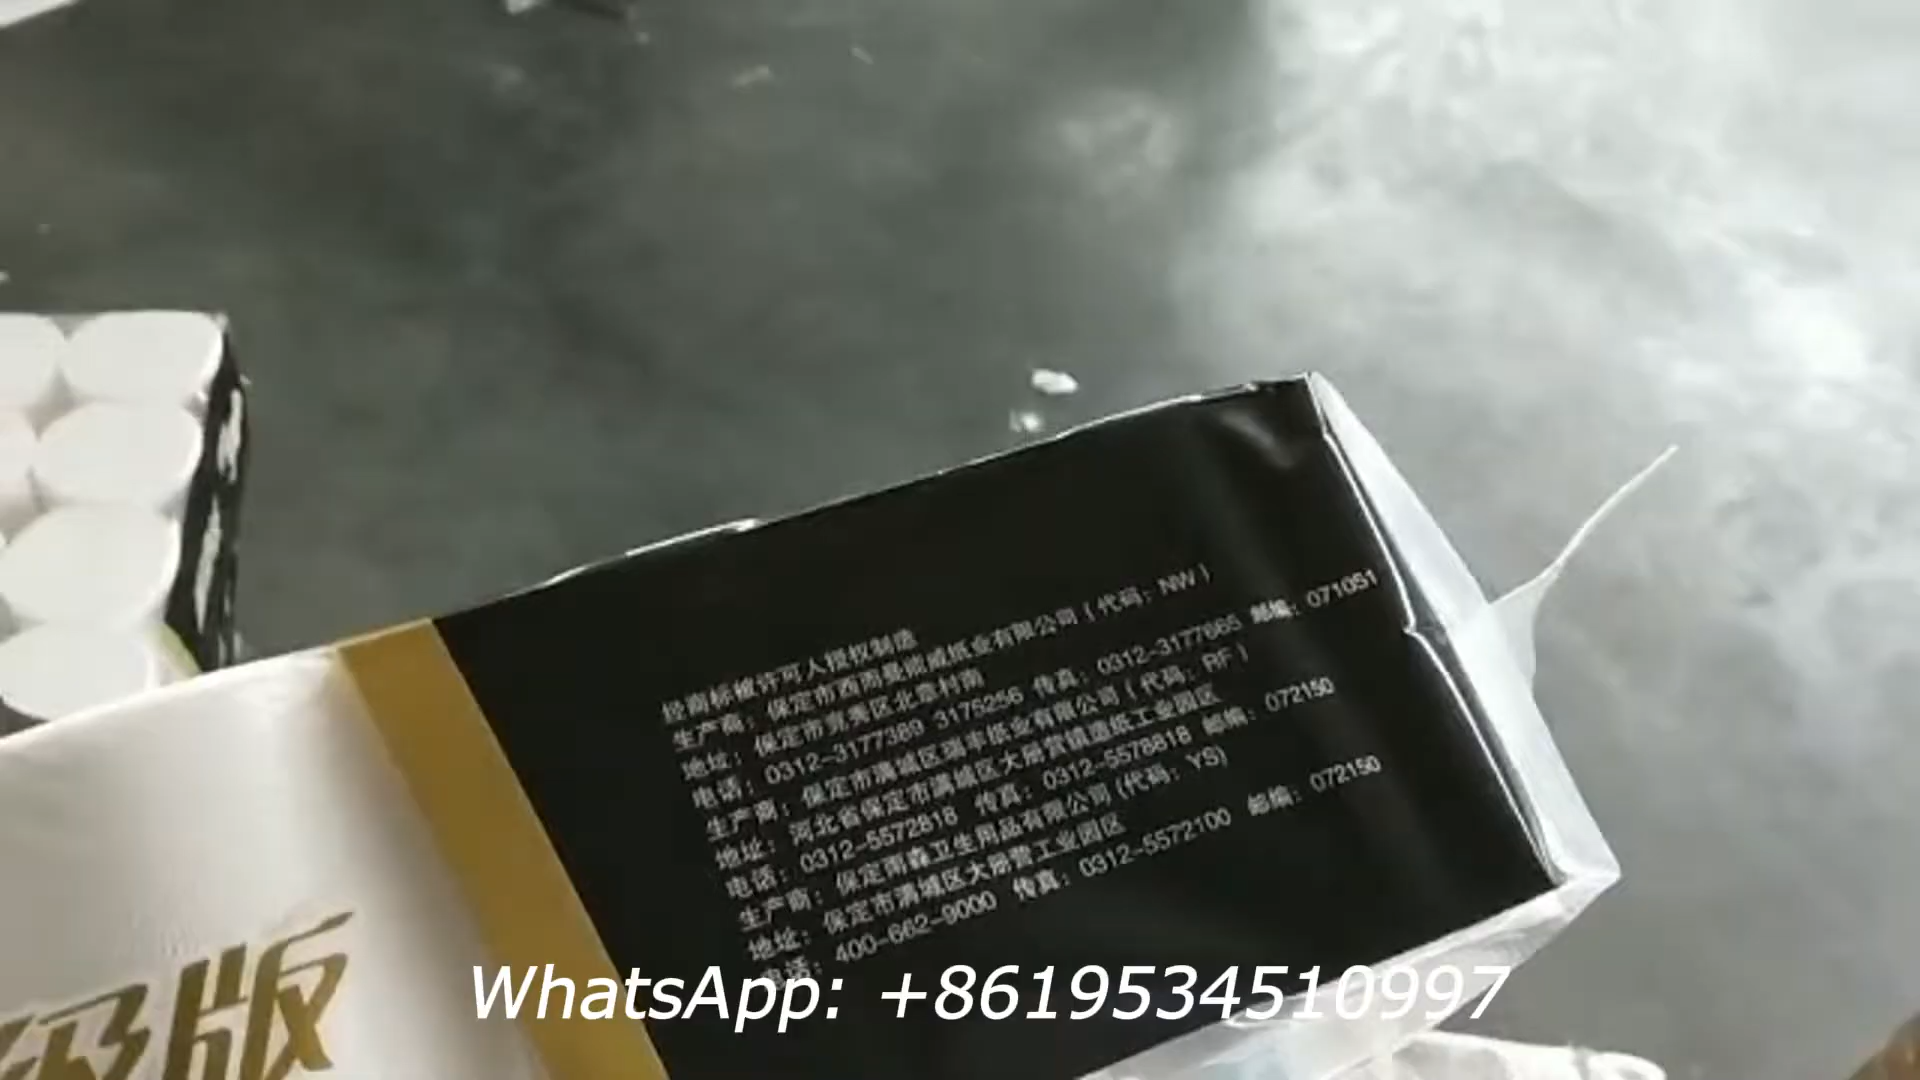 经商标被许可人授权制造
生产商：保定市西雨曼诺威纸业有限公司（代码：NW）
地址：保定市竞秀区北章村南
电话：0312-3177389 3175256 传真：0312-3177665 邮编：071051
生产商：保定市满城区瑞丰纸业有限公司（代码：RF）
地址：河北省保定市满城区大册营镇造纸工业园区
电话：0312-5572818 传真：0312-5578818 邮编：072150
生产商：保定雨森卫生用品有限公司(代码：YS)
地址：保定市满城区大册营工业园区
电话：400-662-9000 传真：0312-5572100 邮编：072150
级版
WhatsApp: +8619534510997